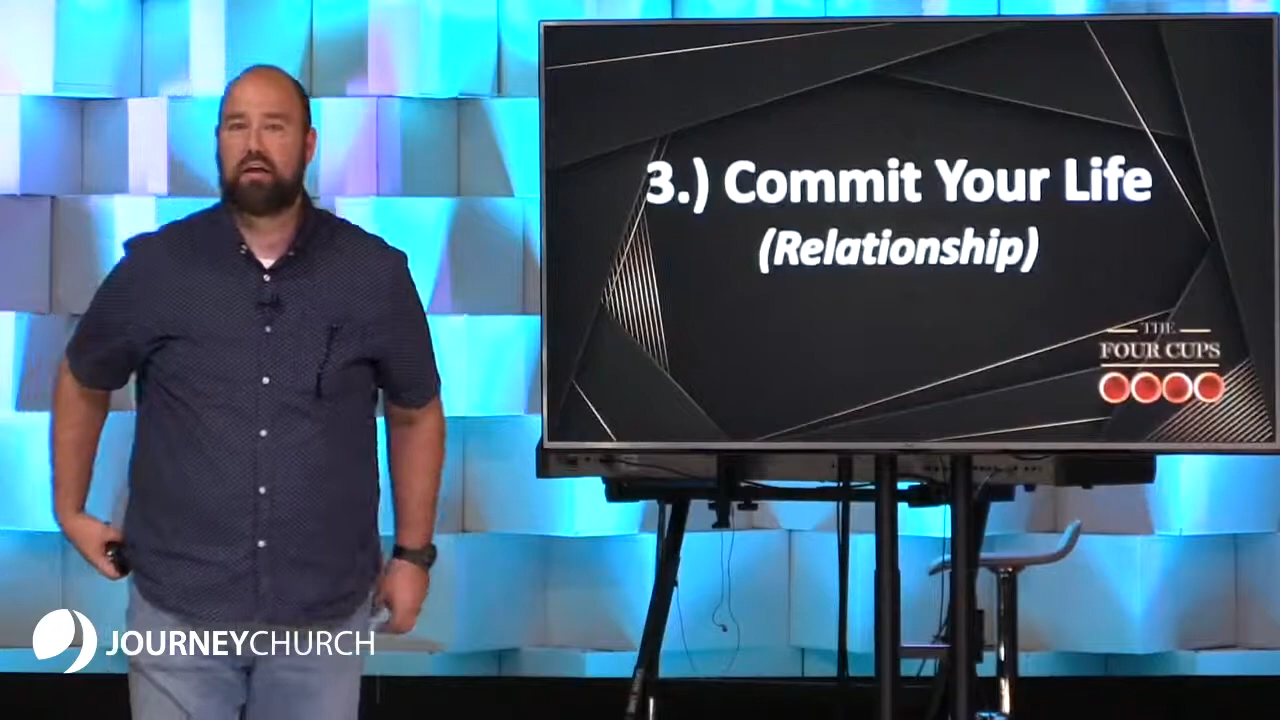 3.) Commit Your Life
(Relationship)
THE
FOUR CUPS
JOURNEYCHURCH